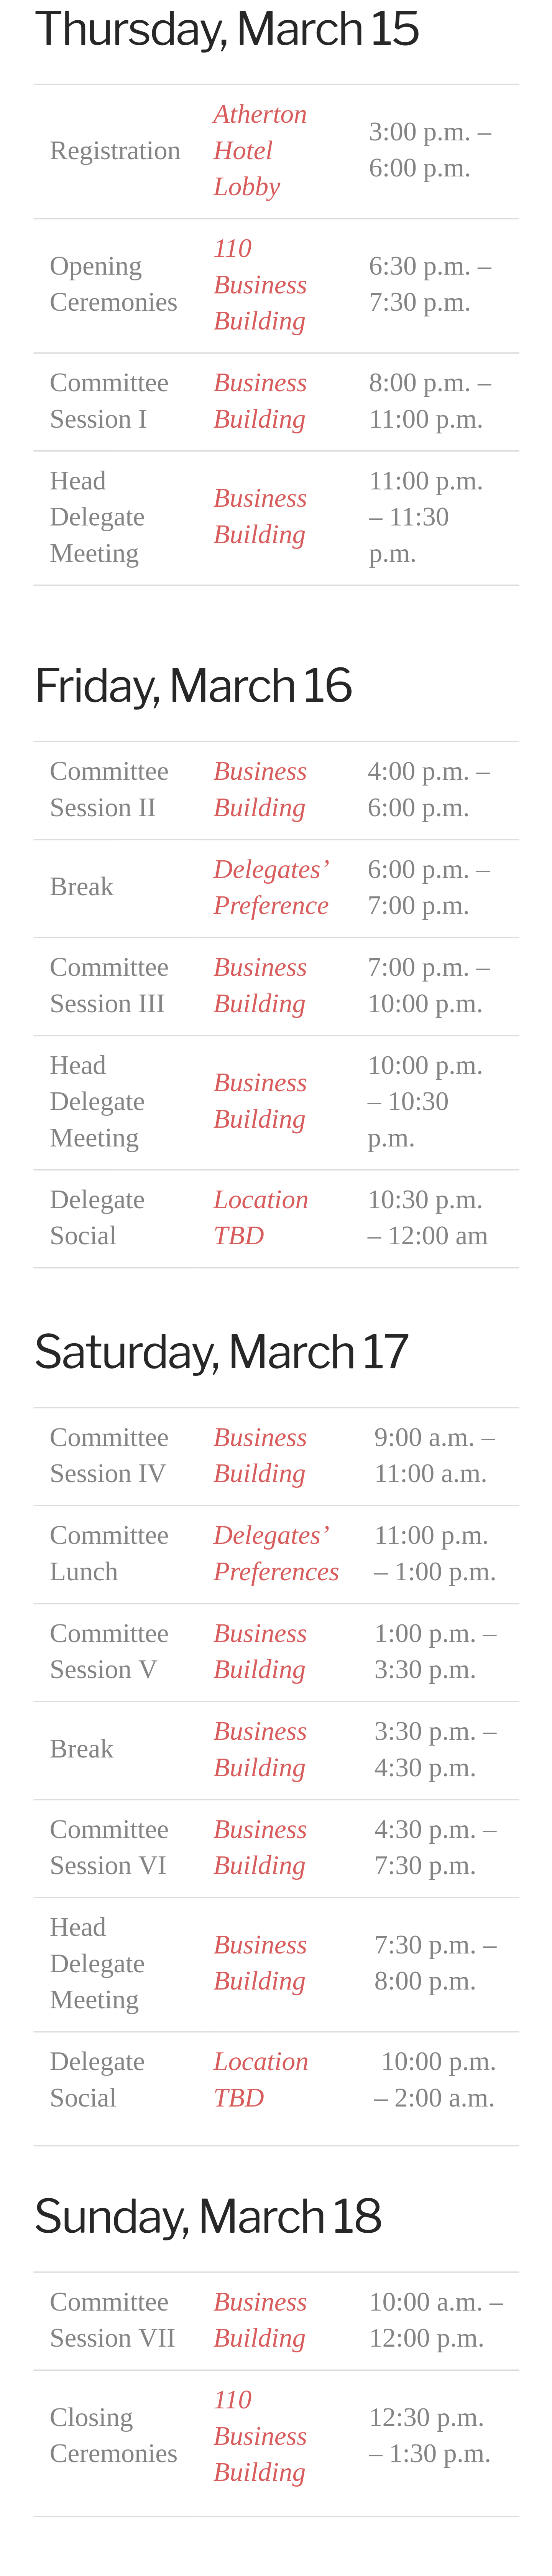 Thursday, March 15
Registration
Atherton
Hotel
Lobby
3:00 p.m. –
6:00 p.m.
Opening
Ceremonies
110
Business
Building
6:30 p.m. –
7:30 p.m.
Committee
Session I
Business
Building
8:00 p.m. –
11:00 p.m.
Head
Delegate
Meeting
Business
Building
11:00 p.m.
– 11:30
p.m.
Friday, March 16
Committee
Session II
Business
Building
4:00 p.m. –
6:00 p.m.
Break
Delegates’
Preference
6:00 p.m. –
7:00 p.m.
Committee
Session III
Business
Building
7:00 p.m. –
10:00 p.m.
Head
Delegate
Meeting
Business
Building
10:00 p.m.
– 10:30
p.m.
Delegate
Social
Location
TBD
10:30 p.m.
– 12:00 am
Saturday, March 17
Committee
Session IV
Business
Building
9:00 a.m. –
11:00 a.m.
Committee
Lunch
Delegates’
Preferences
11:00 p.m.
– 1:00 p.m.
Committee
Session V
Business
Building
1:00 p.m. –
3:30 p.m.
Break
Business
Building
3:30 p.m. –
4:30 p.m.
Committee
Session VI
Business
Building
4:30 p.m. –
7:30 p.m.
Head
Delegate
Meeting
Business
Building
7:30 p.m. –
8:00 p.m.
Delegate
Social
Location
TBD
10:00 p.m.
– 2:00 a.m.
Sunday, March 18
Committee
Session VII
Business
Building
10:00 a.m. –
12:00 p.m.
Closing
Ceremonies
110
Business
Building
12:30 p.m.
– 1:30 p.m.